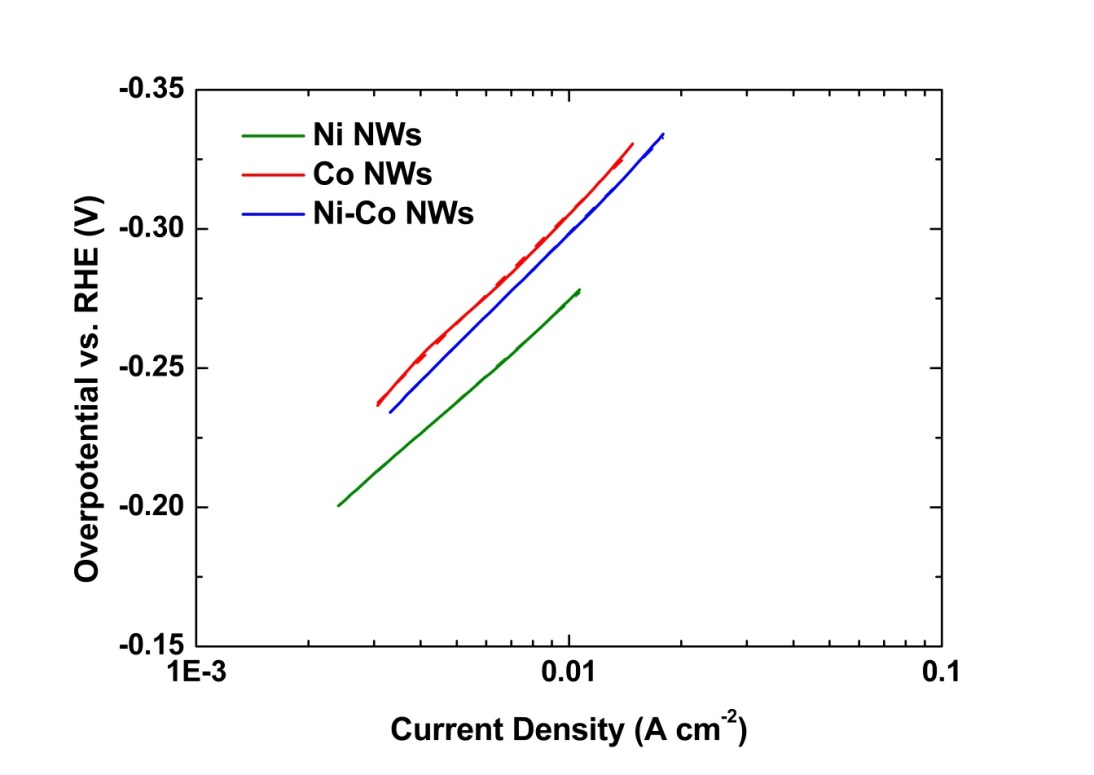 -0.35
Ni NWs
Co NWs
Ni-Co NWs
-0.30
-0.25
-0.20
-0.15
Overpotential vs. RHE (V)
1E-3 0.01 0.1
Current Density (A cm⁻²)